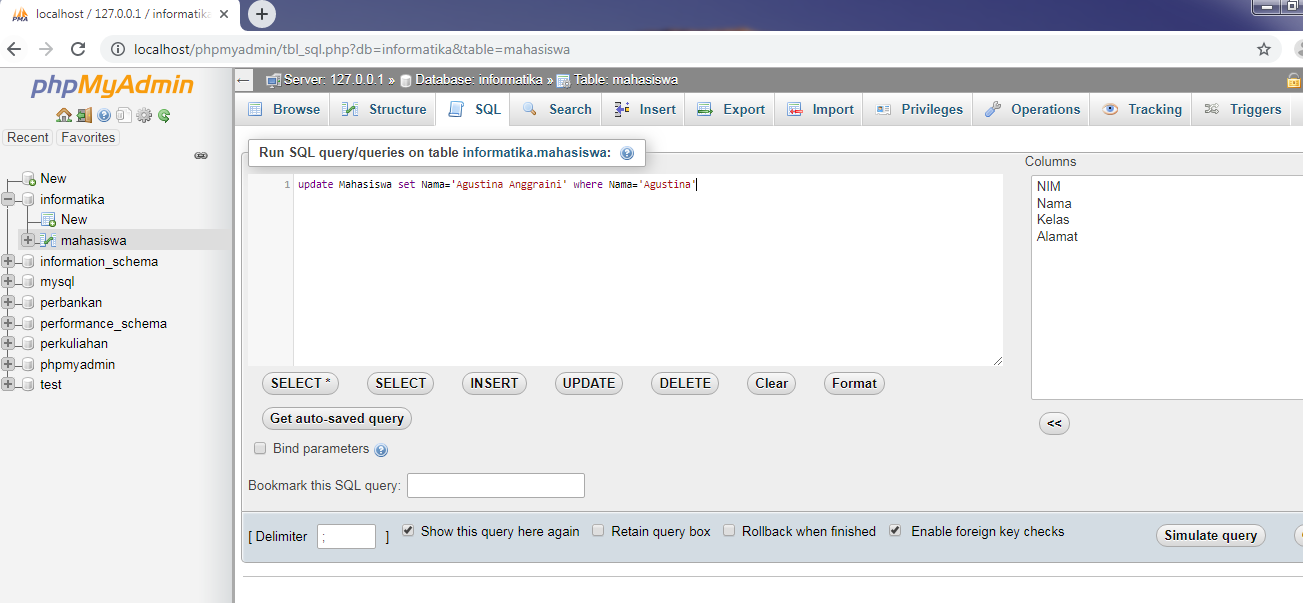 localhost / 127.0.0.1 / informatika
localhost/phpmyadmin/tbl_sql.php?db=informatika&table=mahasiswa
phpMyAdmin
Recent Favorites
New
informatika
New
mahasiswa
information_schema
mysql
perbankan
performance_schema
perkuliahan
phpmyadmin
test
Server: 127.0.0.1 » Database: informatika » Table: mahasiswa
Browse Structure SQL Search Insert Export Import Privileges Operations Tracking Triggers
Run SQL query/queries on table informatika.mahasiswa:
1 update Mahasiswa set Nama='Agustina Anggraini' where Nama='Agustina'
Columns
NIM
Nama
Kelas
Alamat
SELECT * SELECT INSERT UPDATE DELETE Clear Format
<<
Get auto-saved query
Bind parameters
Bookmark this SQL query:
[ Delimiter ; ] Show this query here again Retain query box Rollback when finished Enable foreign key checks Simulate query